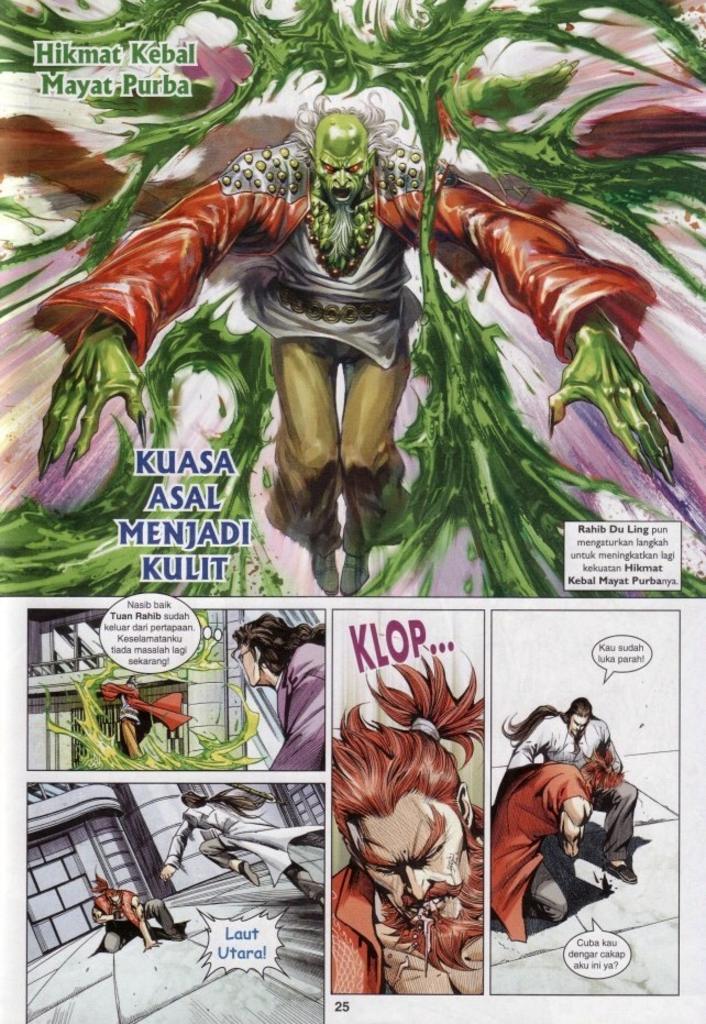 Hikmat Kebal
Mayat Purba
KUASA
ASAL
MENJADI
KULIT
Rahib Du Ling pun
mengaturkan langkah
untuk meningkatkan lagi
kekuatan Hikmat
Kebal Mayat Purbanya.
Nasib baik
Tuan Rahib sudah
keluar dari pertapaan.
Keselamatanku
tiada masalah lagi
sekarang!
Laut
Utara!
KLOP...
Kau sudah
luka parah!
Cuba kau
dengar cakap
aku ini ya?
25